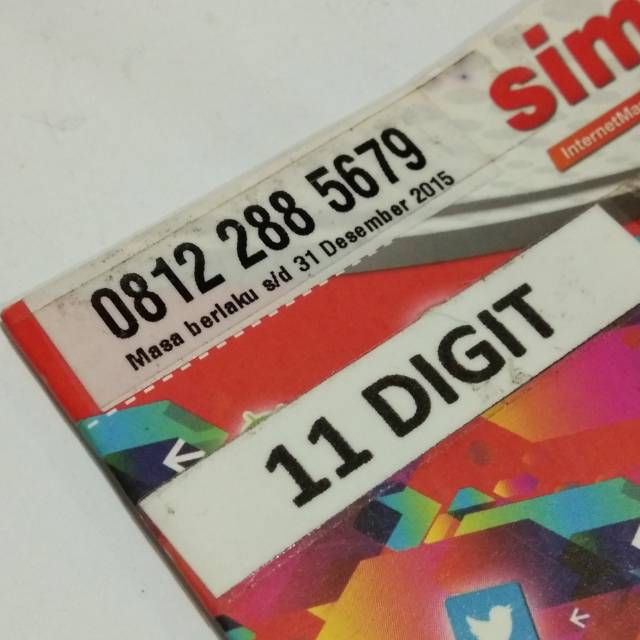 sim
InternetMa
0812 288 5679
Masa berlaku s/d 31 Desember 2015
11 DIGIT